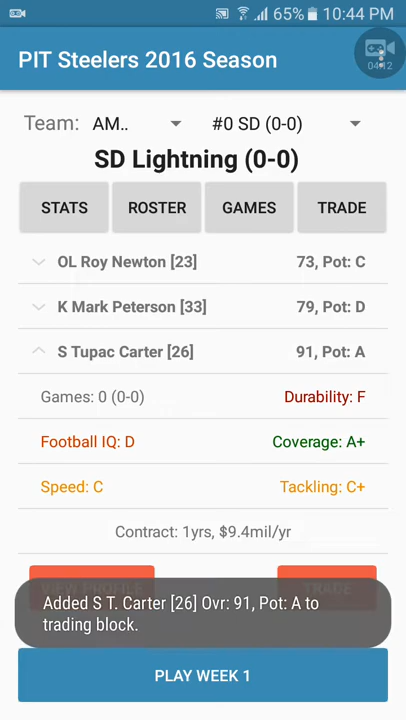 65% 10:44 PM
PIT Steelers 2016 Season
04:12
Team: AM.. #0 SD (0-0)
SD Lightning (0-0)
STATS ROSTER GAMES TRADE
OL Roy Newton [23] 73, Pot: C
K Mark Peterson [33] 79, Pot: D
S Tupac Carter [26] 91, Pot: A
Games: 0 (0-0) Durability: F
Football IQ: D Coverage: A+
Speed: C Tackling: C+
Contract: 1yrs, $9.4mil/yr
VIEW PROFILE TRADE
Added S T. Carter [26] Ovr: 91, Pot: A to
trading block.
PLAY WEEK 1